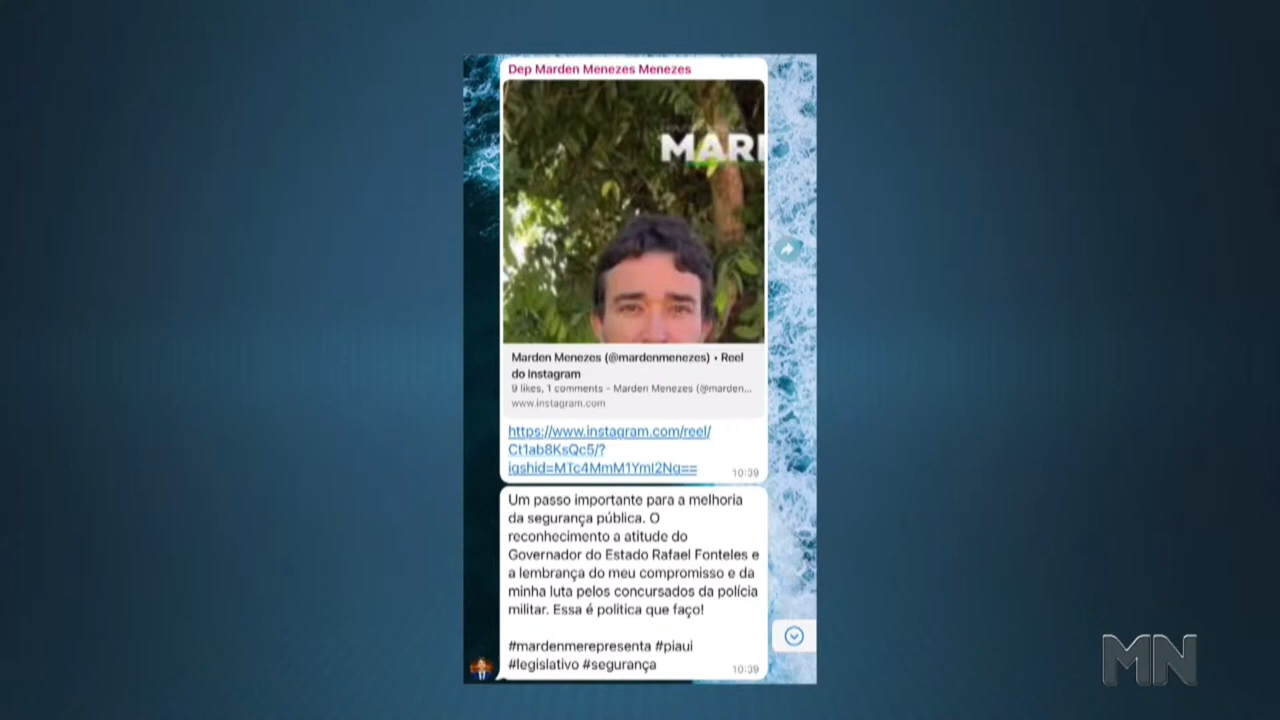 Dep Marden Menezes Menezes
MARI
Marden Menezes (@mardenmenezes) • Reel
do Instagram
9 likes, 1 comments - Marden Menezes (@marden...
www.instagram.com
https://www.instagram.com/reel/
Ct1ab8KsQc5/?
igshid=MTc4MmM1YmI2Ng==
10:39
Um passo importante para a melhoria
da segurança pública. O
reconhecimento a atitude do
Governador do Estado Rafael Fonteles e
a lembrança do meu compromisso e da
minha luta pelos concursados da polícia
militar. Essa é politica que faço!
#mardenmerepresenta #piaui
#legislativo #segurança
10:39
MN